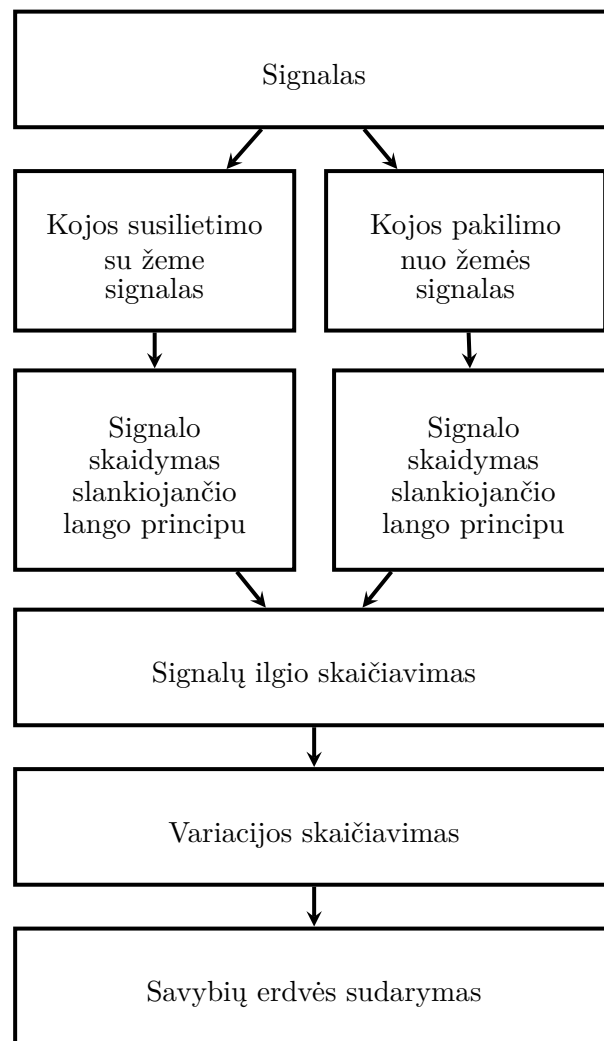 Signalas
Kojos susilietimo
su žeme
signalas
Kojos pakilimo
nuo žemės
signalas
Signalo
skaidymas
slankiojančio
lango principu
Signalo
skaidymas
slankiojančio
lango principu
Signalų ilgio skaičiavimas
Variacijos skaičiavimas
Savybių erdvės sudarymas